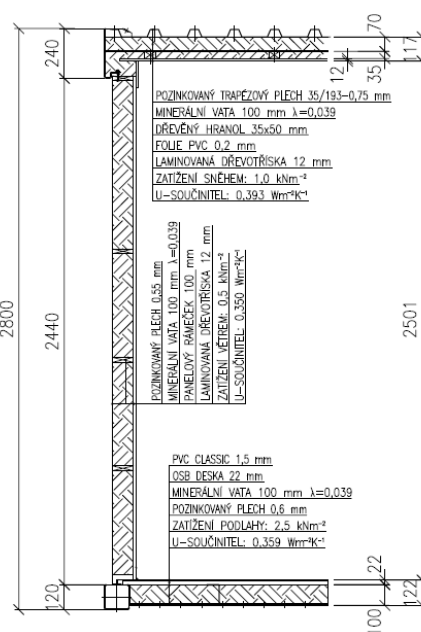 240
70
117
12
35
POZINKOVANÝ TRAPÉZOVÝ PLECH 35/193-0,75 mm
MINERÁLNÍ VATA 100 mm λ=0,039
DŘEVĚNÝ HRANOL 35x50 mm
FOLIE PVC 0,2 mm
LAMINOVANÁ DŘEVOTŘÍSKA 12 mm
ZATÍŽENÍ SNĚHEM: 1,0 kNm⁻²
U-SOUČINITEL: 0,393 Wm⁻²K⁻¹
2800
2440
POZINKOVANÝ PLECH 0,55 mm
MINERÁLNÍ VATA 100 mm λ=0,039
PANELOVÝ RÁMEČEK 100 mm
LAMINOVANÁ DŘEVOTŘÍSKA 12 mm
ZATÍŽENÍ VĚTREM: 0,5 kNm⁻²
U-SOUČINITEL: 0,350 Wm⁻²K⁻¹
2501
PVC CLASSIC 1,5 mm
OSB DESKA 22 mm
MINERÁLNÍ VATA 100 mm λ=0,039
POZINKOVANÝ PLECH 0,6 mm
ZATÍŽENÍ PODLAHY: 2,5 kNm⁻²
U-SOUČINITEL: 0,359 Wm⁻²K⁻¹
120
22
122
100